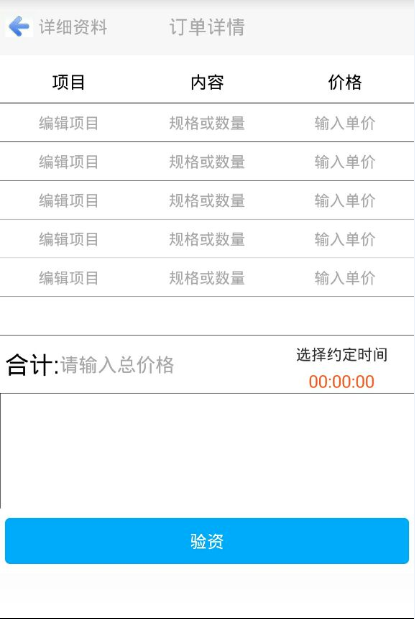 详细资料 订单详情
项目 内容 价格
编辑项目 规格或数量 输入单价
编辑项目 规格或数量 输入单价
编辑项目 规格或数量 输入单价
编辑项目 规格或数量 输入单价
编辑项目 规格或数量 输入单价
合计:请输入总价格 选择约定时间
00:00:00
验资